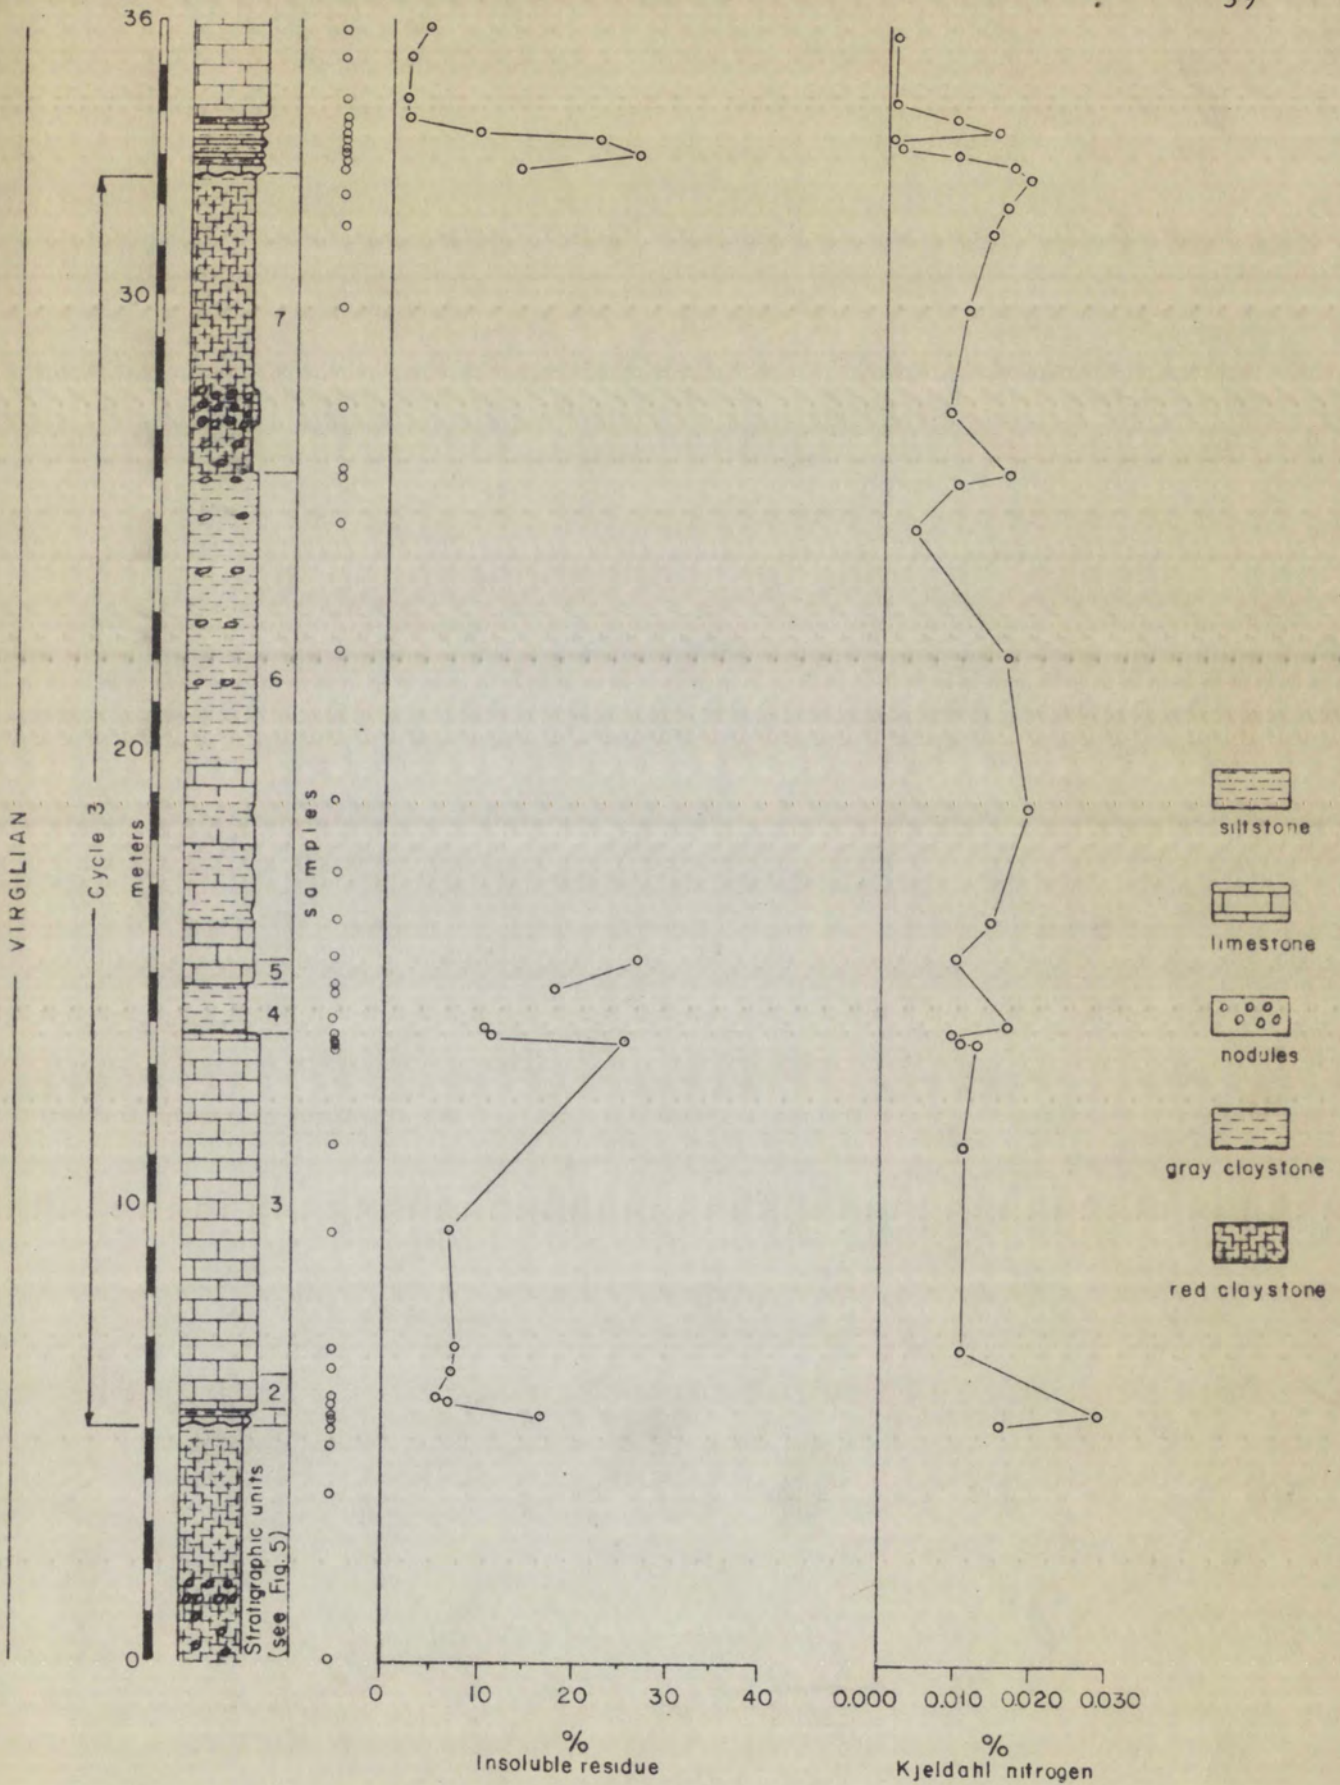 36
VIRGILIAN
Cycle 3
meters
30
20
10
0
7
6
5
4
3
2
Stratigraphic units
(see Fig. 5)
samples
0 10 20 30 40
%
Insoluble residue
0.000 0.010 0.020 0.030
%
Kjeldahl nitrogen
siltstone
limestone
nodules
gray claystone
red claystone